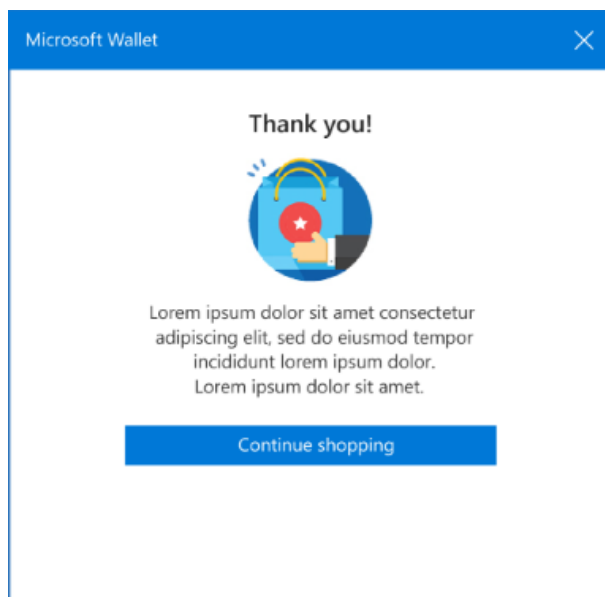 Microsoft Wallet
Thank you!
Lorem ipsum dolor sit amet consectetur
adipiscing elit, sed do eiusmod tempor
incididunt lorem ipsum dolor.
Lorem ipsum dolor sit amet.
Continue shopping